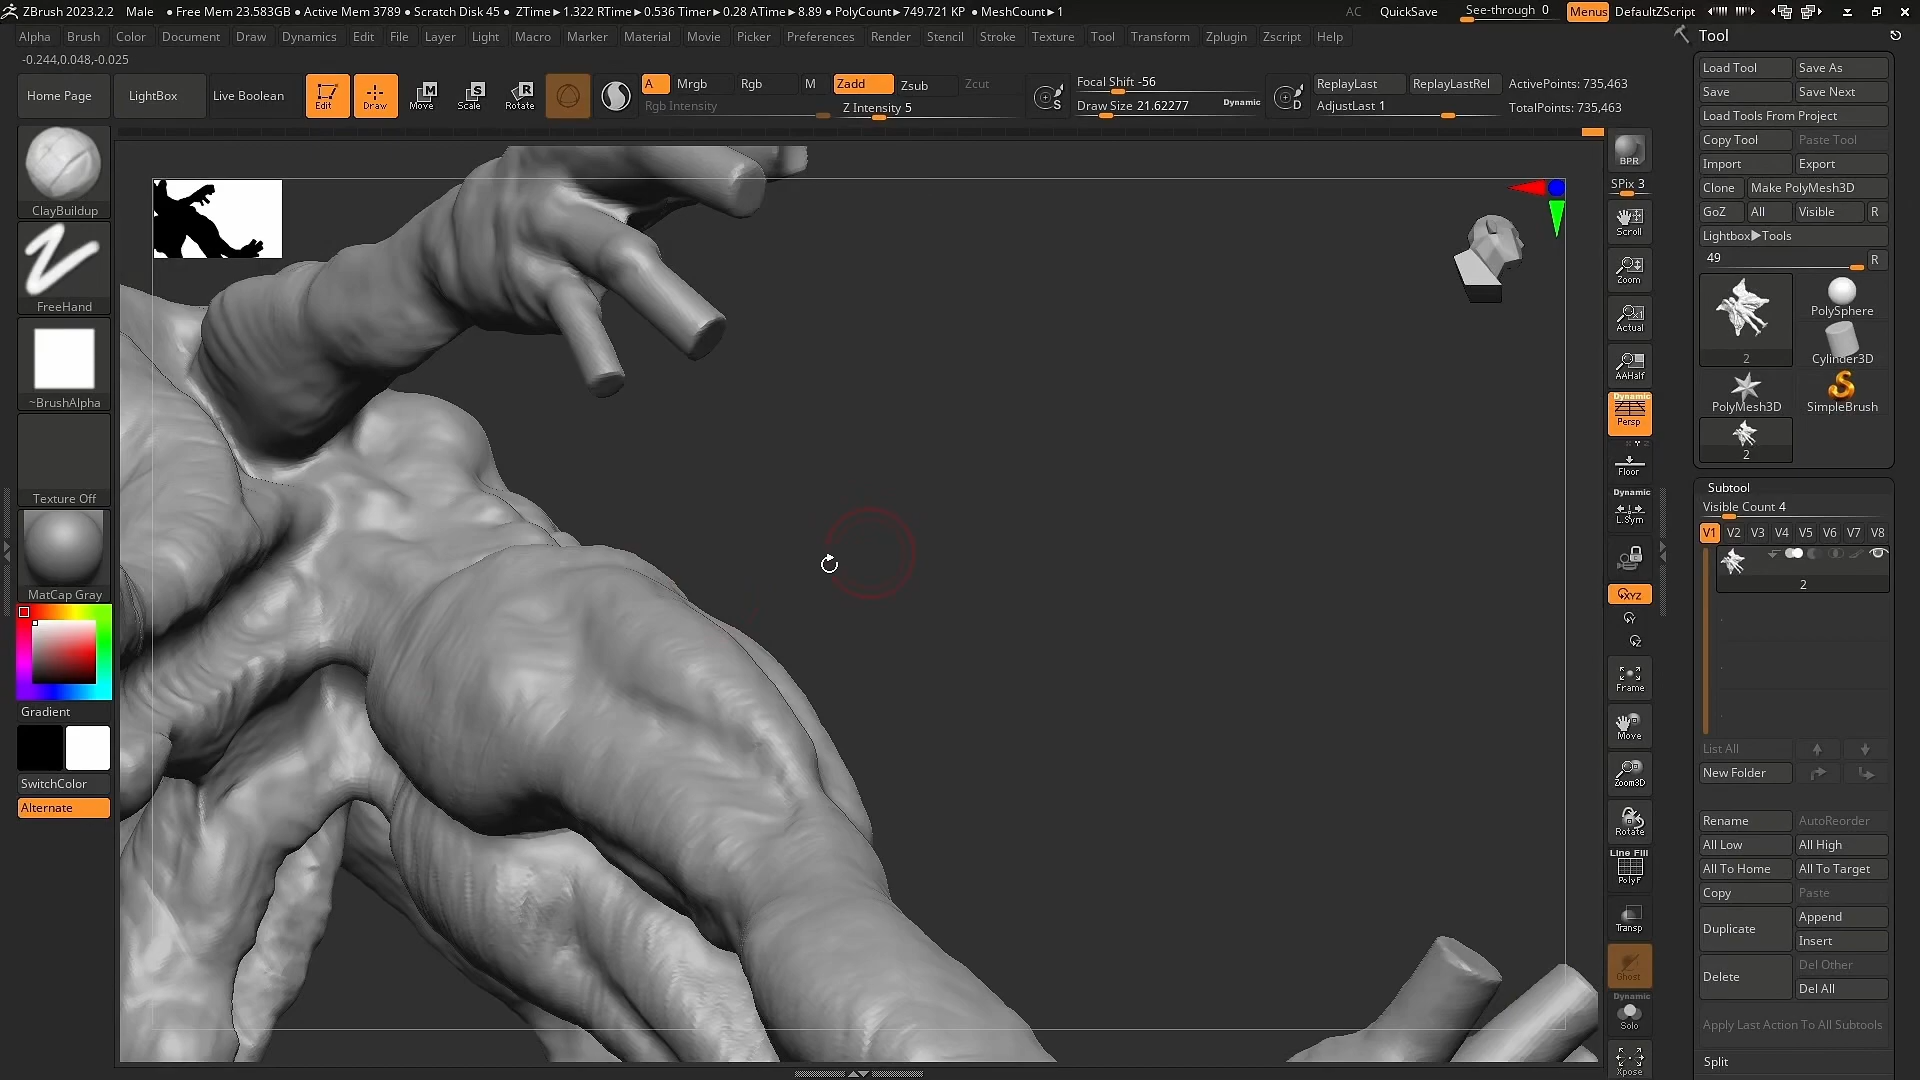 ZBrush 2023.2.2 Male • Free Mem 23.583GB • Active Mem 3789 • Scratch Disk 45 • ZTime►1.322 RTime►0.536 Timer►0.28 ATime►8.89 • PolyCount►749.721 KP • MeshCount►1
AC QuickSave See-through 0 Menus DefaultZScript
Alpha Brush Color Document Draw Dynamics Edit File Layer Light Macro Marker Material Movie Picker Preferences Render Stencil Stroke Texture Tool Transform Zplugin Zscript Help
-0.244,0.048,-0.025
Home Page LightBox Live Boolean Edit Draw Move Scale Rotate
A Mrgb Rgb M Zadd Zsub Zcut
Rgb Intensity Z Intensity 5
S
Focal Shift -56
Draw Size 21.62277 Dynamic
D
ReplayLast ReplayLastRel
AdjustLast 1
ActivePoints: 735,463
TotalPoints: 735,463
ClayBuildup
FreeHand
~BrushAlpha
Texture Off
MatCap Gray
Gradient
SwitchColor
Alternate
BPR
SPix 3
Scroll
Zoom
Actual
AAHalf
Dynamic
Persp
Floor
Dynamic
L.Sym
XYZ
Y
Z
Frame
Move
Zoom3D
Rotate
Line Fill
PolyF
Transp
Ghost
Dynamic
Solo
Xpose
Tool
Load Tool Save As
Save Save Next
Load Tools From Project
Copy Tool Paste Tool
Import Export
Clone Make PolyMesh3D
GoZ All Visible R
Lightbox►Tools
49 R
2 PolySphere
Cylinder3D
PolyMesh3D SimpleBrush
2
Subtool
Visible Count 4
V1 V2 V3 V4 V5 V6 V7 V8
2
List All
New Folder
Rename AutoReorder
All Low All High
All To Home All To Target
Copy Paste
Duplicate Append
Insert
Delete Del Other
Del All
Apply Last Action To All Subtools
Split